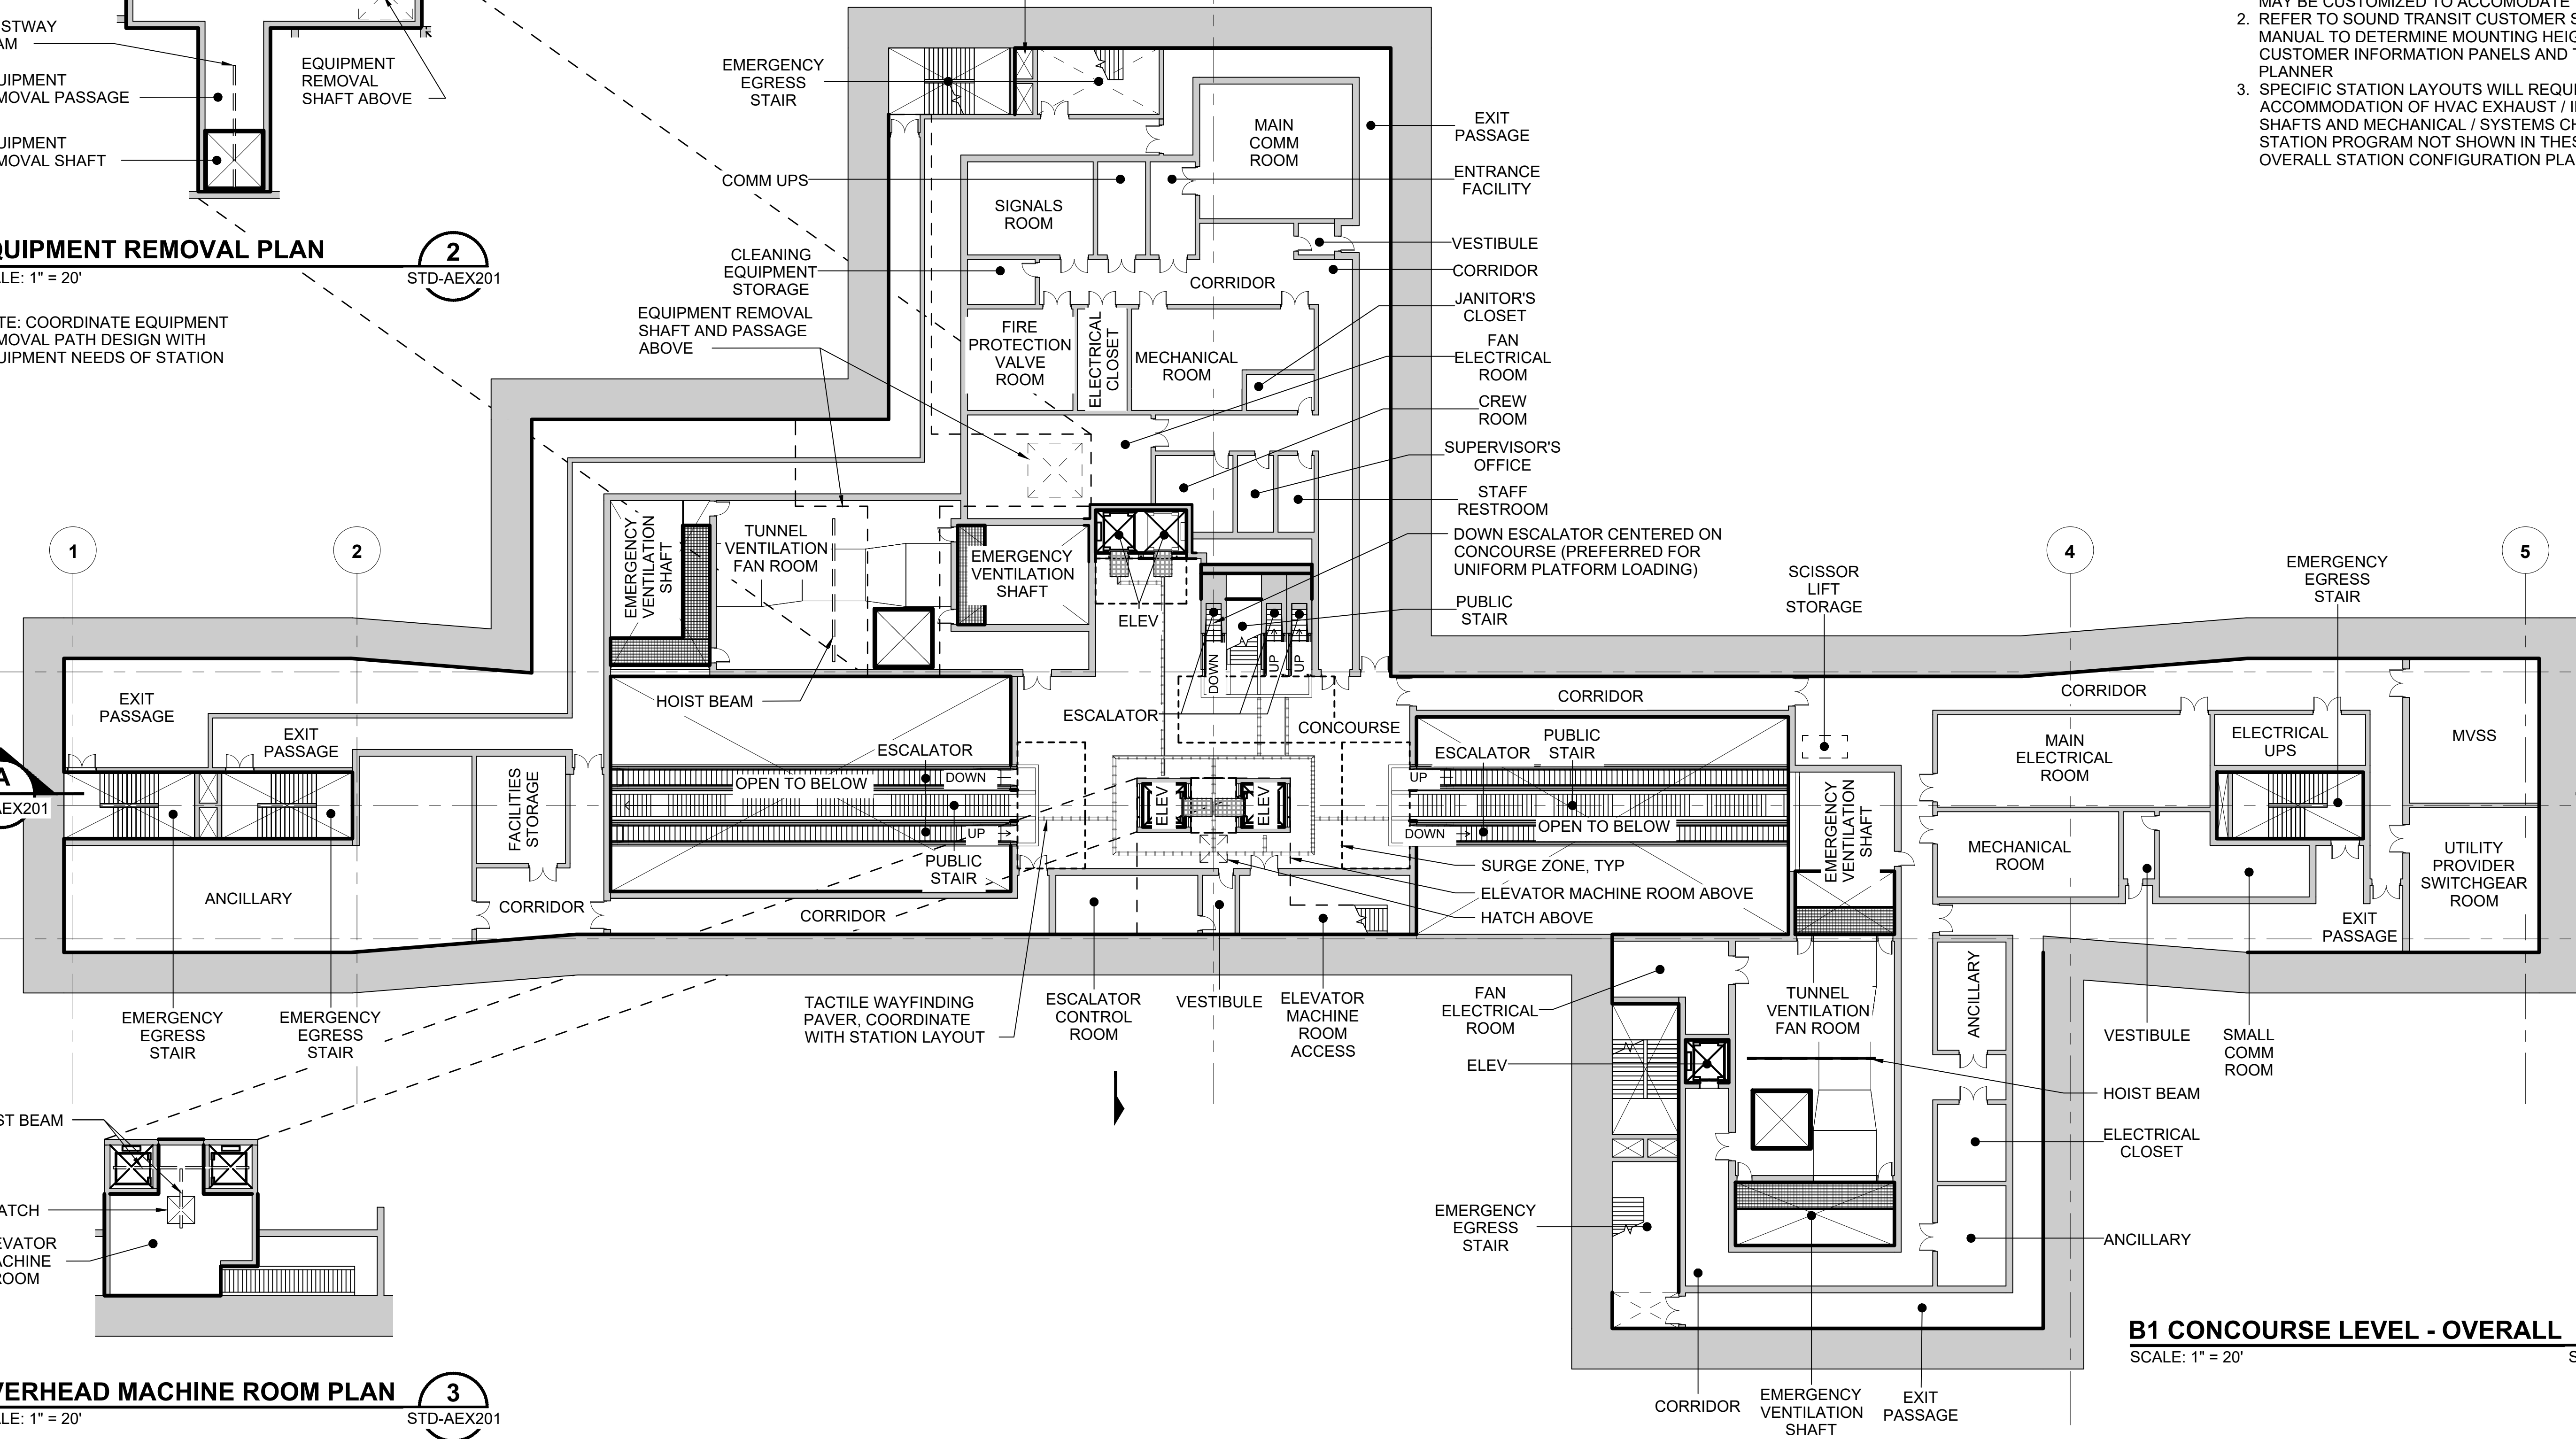 STWAY
AM
UIPMENT
MOVAL PASSAGE
UIPMENT
MOVAL SHAFT
EQUIPMENT
REMOVAL
SHAFT ABOVE
QUIPMENT REMOVAL PLAN
2
LE: 1" = 20'
STD-AEX201
TE: COORDINATE EQUIPMENT
MOVAL PATH DESIGN WITH
UIPMENT NEEDS OF STATION
MAY BE CUSTOMIZED TO ACCOMODATE
2. REFER TO SOUND TRANSIT CUSTOMER S
MANUAL TO DETERMINE MOUNTING HEIG
CUSTOMER INFORMATION PANELS AND T
PLANNER
3. SPECIFIC STATION LAYOUTS WILL REQUI
ACCOMMODATION OF HVAC EXHAUST / I
SHAFTS AND MECHANICAL / SYSTEMS CH
STATION PROGRAM NOT SHOWN IN THES
OVERALL STATION CONFIGURATION PLA
EMERGENCY
EGRESS
STAIR
COMM UPS
CLEANING
EQUIPMENT
STORAGE
EQUIPMENT REMOVAL
SHAFT AND PASSAGE
ABOVE
MAIN
COMM
ROOM
SIGNALS
ROOM
CORRIDOR
FIRE
PROTECTION
VALVE
ROOM
ELECTRICAL
CLOSET
MECHANICAL
ROOM
EXIT
PASSAGE
ENTRANCE
FACILITY
VESTIBULE
CORRIDOR
JANITOR'S
CLOSET
FAN
ELECTRICAL
ROOM
CREW
ROOM
SUPERVISOR'S
OFFICE
STAFF
RESTROOM
DOWN ESCALATOR CENTERED ON
CONCOURSE (PREFERRED FOR
UNIFORM PLATFORM LOADING)
PUBLIC
STAIR
1
2
4
5
EMERGENCY
VENTILATION
SHAFT
TUNNEL
VENTILATION
FAN ROOM
EMERGENCY
VENTILATION
SHAFT
ELEV
DOWN
UP
UP
HOIST BEAM
ESCALATOR
CONCOURSE
SCISSOR
LIFT
STORAGE
EMERGENCY
EGRESS
STAIR
EXIT
PASSAGE
EXIT
PASSAGE
A
AEX201
FACILITIES
STORAGE
ANCILLARY
CORRIDOR
ESCALATOR
DOWN
OPEN TO BELOW
UP
PUBLIC
STAIR
CORRIDOR
ELEV
ELEV
CORRIDOR
PUBLIC
STAIR
ESCALATOR
UP
DOWN
OPEN TO BELOW
SURGE ZONE, TYP
ELEVATOR MACHINE ROOM ABOVE
HATCH ABOVE
EMERGENCY
VENTILATION
SHAFT
CORRIDOR
MAIN
ELECTRICAL
ROOM
ELECTRICAL
UPS
MVSS
MECHANICAL
ROOM
UTILITY
PROVIDER
SWITCHGEAR
ROOM
EXIT
PASSAGE
EMERGENCY
EGRESS
STAIR
EMERGENCY
EGRESS
STAIR
TACTILE WAYFINDING
PAVER, COORDINATE
WITH STATION LAYOUT
ESCALATOR
CONTROL
ROOM
VESTIBULE
ELEVATOR
MACHINE
ROOM
ACCESS
FAN
ELECTRICAL
ROOM
ELEV
EMERGENCY
EGRESS
STAIR
TUNNEL
VENTILATION
FAN ROOM
ANCILLARY
VESTIBULE
SMALL
COMM
ROOM
HOIST BEAM
ELECTRICAL
CLOSET
ANCILLARY
CORRIDOR
EMERGENCY
VENTILATION
SHAFT
EXIT
PASSAGE
B1 CONCOURSE LEVEL - OVERALL
SCALE: 1" = 20'
S
ST BEAM
ATCH
EVATOR
ACHINE
ROOM
VERHEAD MACHINE ROOM PLAN
3
LE: 1" = 20'
STD-AEX201